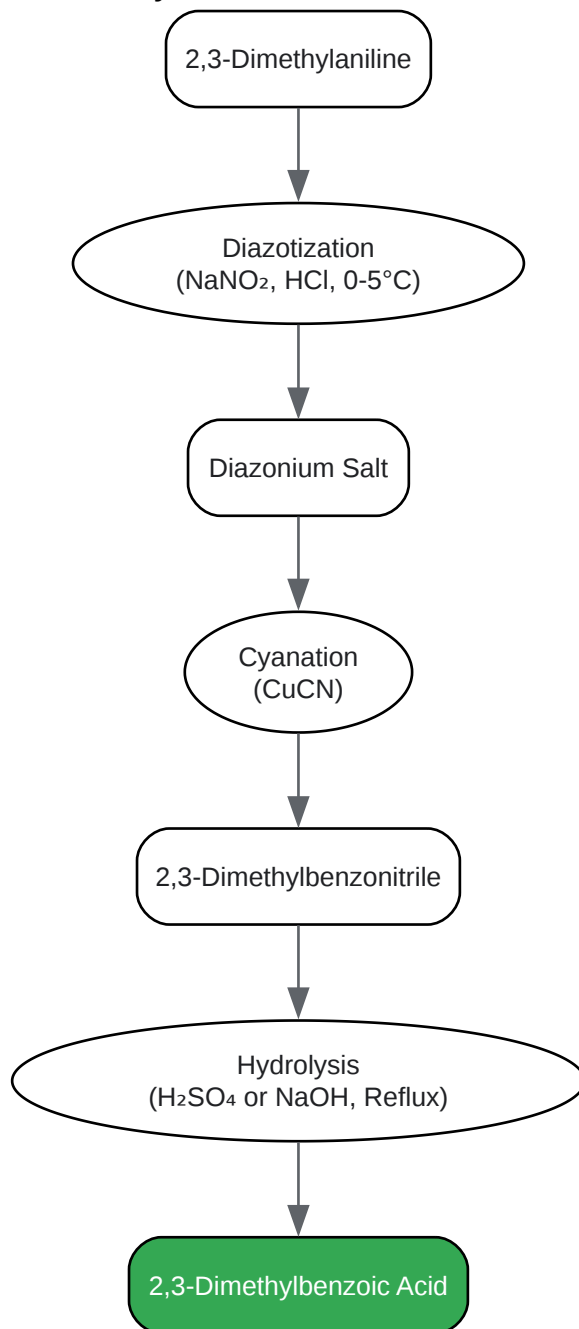 2,3-Dimethylaniline
Diazotization
(NaNO₂, HCl, 0-5°C)
Diazonium Salt
Cyanation
(CuCN)
2,3-Dimethylbenzonitrile
Hydrolysis
(H₂SO₄ or NaOH, Reflux)
2,3-Dimethylbenzoic Acid